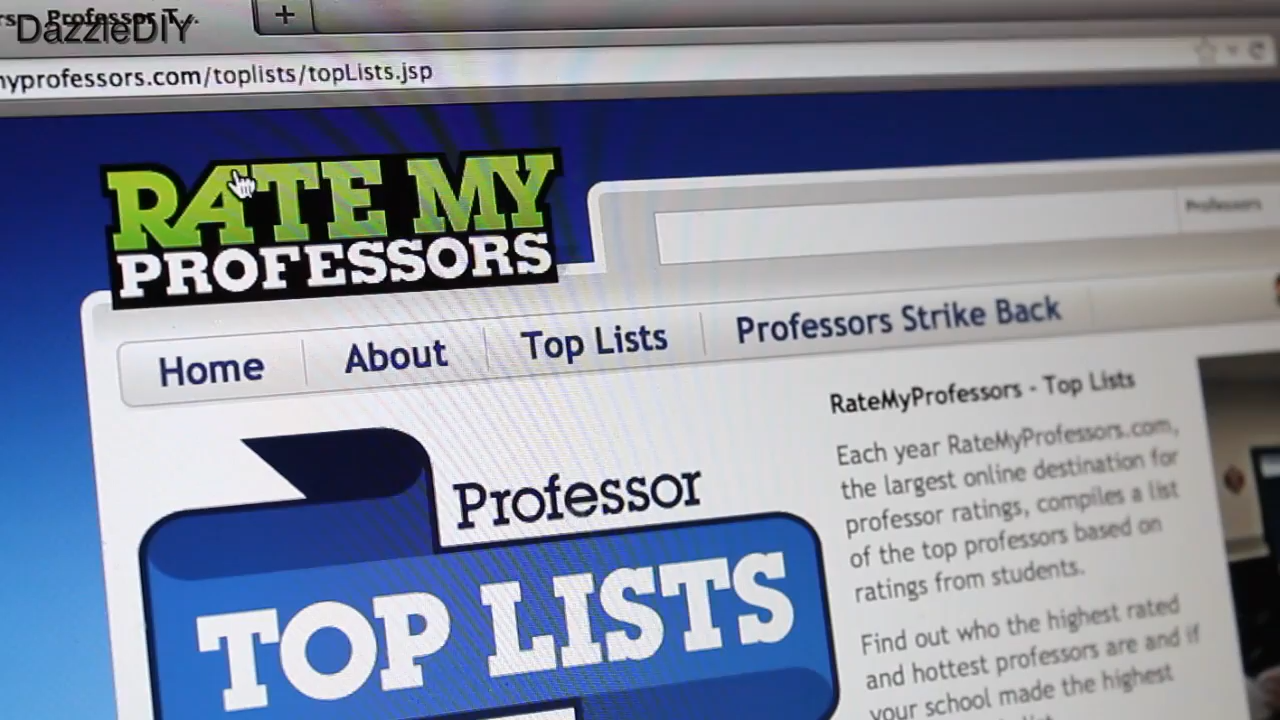 Professor T...
DazzleDIY
+
myprofessors.com/toplists/topLists.jsp
RATE MY
PROFESSORS
Professors
Home
About
Top Lists
Professors Strike Back
Professor
TOP LISTS
RateMyProfessors - Top Lists
Each year RateMyProfessors.com,
the largest online destination for
professor ratings, compiles a list
of the top professors based on
ratings from students.
Find out who the highest rated
and hottest professors are and if
your school made the highest